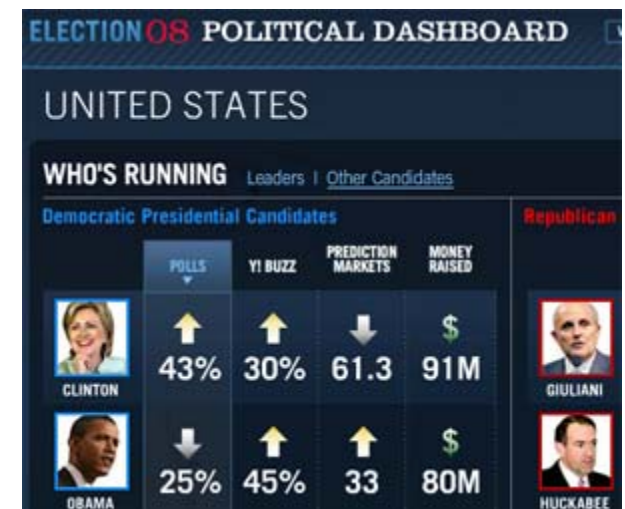 ELECTION 08 POLITICAL DASHBOARD
UNITED STATES
WHO'S RUNNING Leaders | Other Candidates
Democratic Presidential Candidates Republican
POLLS Y! BUZZ PREDICTION MARKETS MONEY RAISED
$
43% 30% 61.3 91M
CLINTON GIULIANI
$
25% 45% 33 80M
OBAMA HUCKABEE